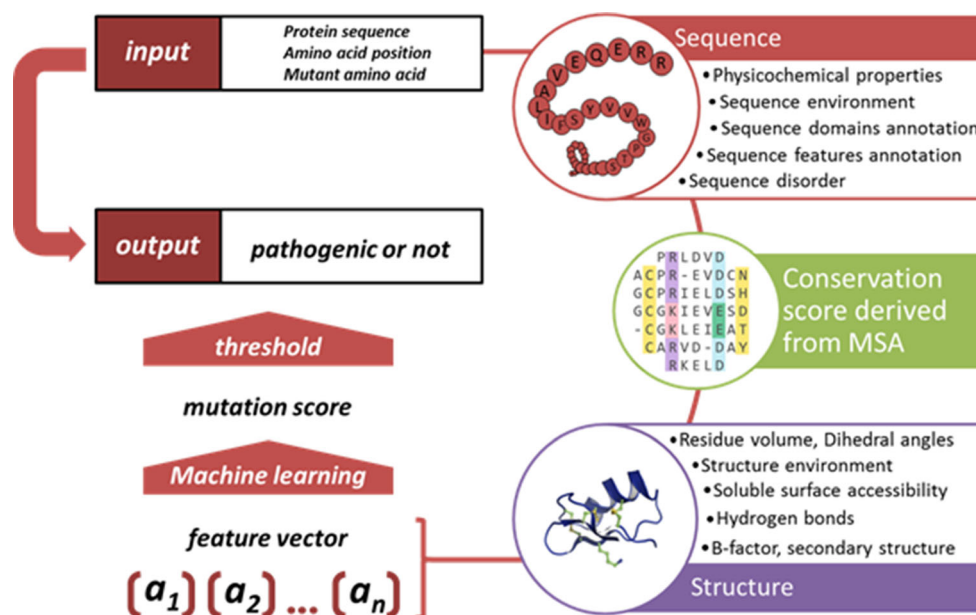 input
Protein sequence
Amino acid position
Mutant amino acid
output
pathogenic or not
threshold
mutation score
Machine learning
feature vector
(a1) (a2) ... (an)
Sequence
•Physicochemical properties
•Sequence environment
•Sequence domains annotation
•Sequence features annotation
•Sequence disorder
RREQEVALIFSYVVWGPTS
PRLDVD
ACPR-EVDCN
GCPRIELDSH
GCGKIEVESD
-CGKLEIEAT
CARVD-DAY
RKELD
Conservation
score derived
from MSA
•Residue volume, Dihedral angles
•Structure environment
•Soluble surface accessibility
•Hydrogen bonds
•B-factor, secondary structure
Structure